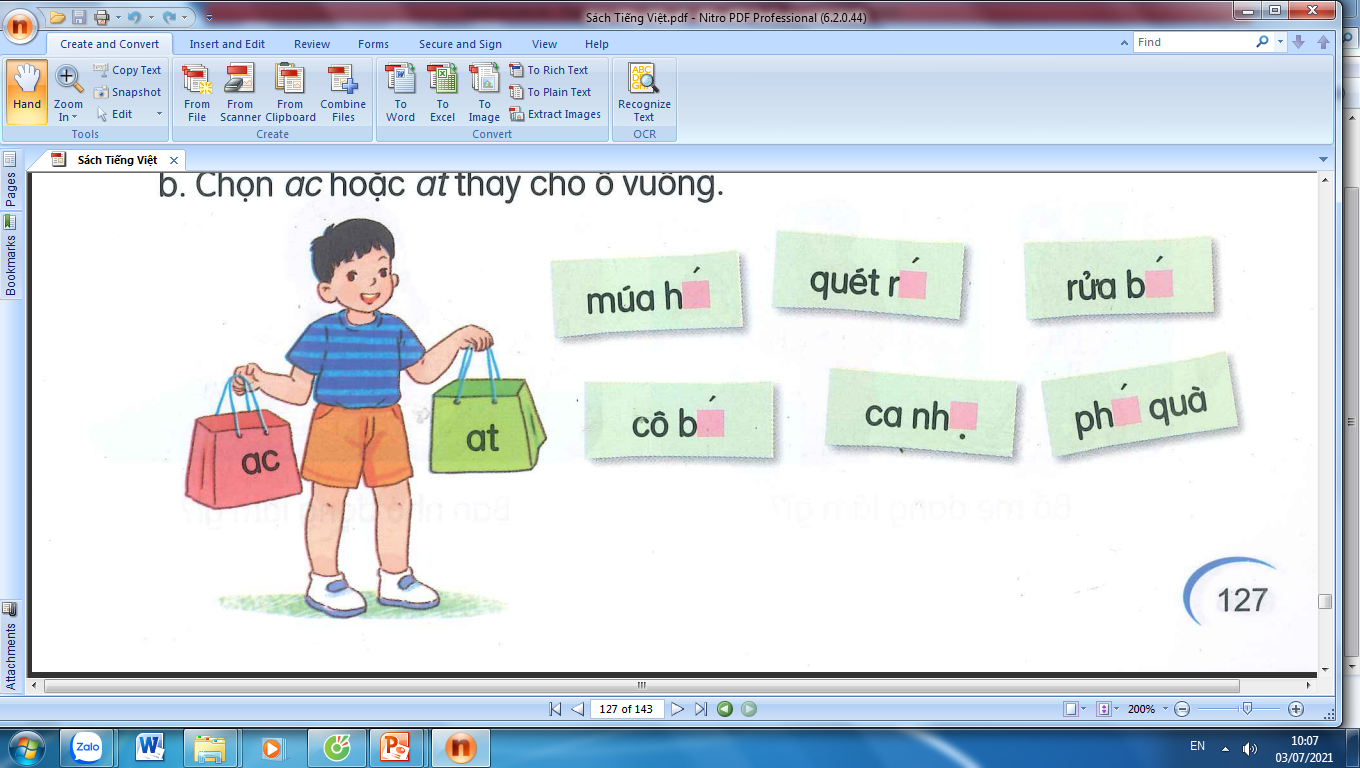 Sách Tiếng Việt.pdf - Nitro PDF Professional (6.2.0.44)
Create and Convert Insert and Edit Review Forms Secure and Sign View Help Find
Hand
Zoom In
Copy Text
Snapshot
Edit
Tools
From File
From Scanner
From Clipboard
Combine Files
Create
To Word
To Excel
To Image
To Rich Text
To Plain Text
Extract Images
Convert
Recognize Text
OCR
Sách Tiếng Việt
Pages
Bookmarks
Attachments
b. Chọn ac hoặc at thay cho ô vuông.
múa h□́
quét r□́
rửa b□́
cô b□́
ca nh□̣
ph□́ quà
ac
at
127
127 of 143
200%
Zalo
EN
10:07
03/07/2021